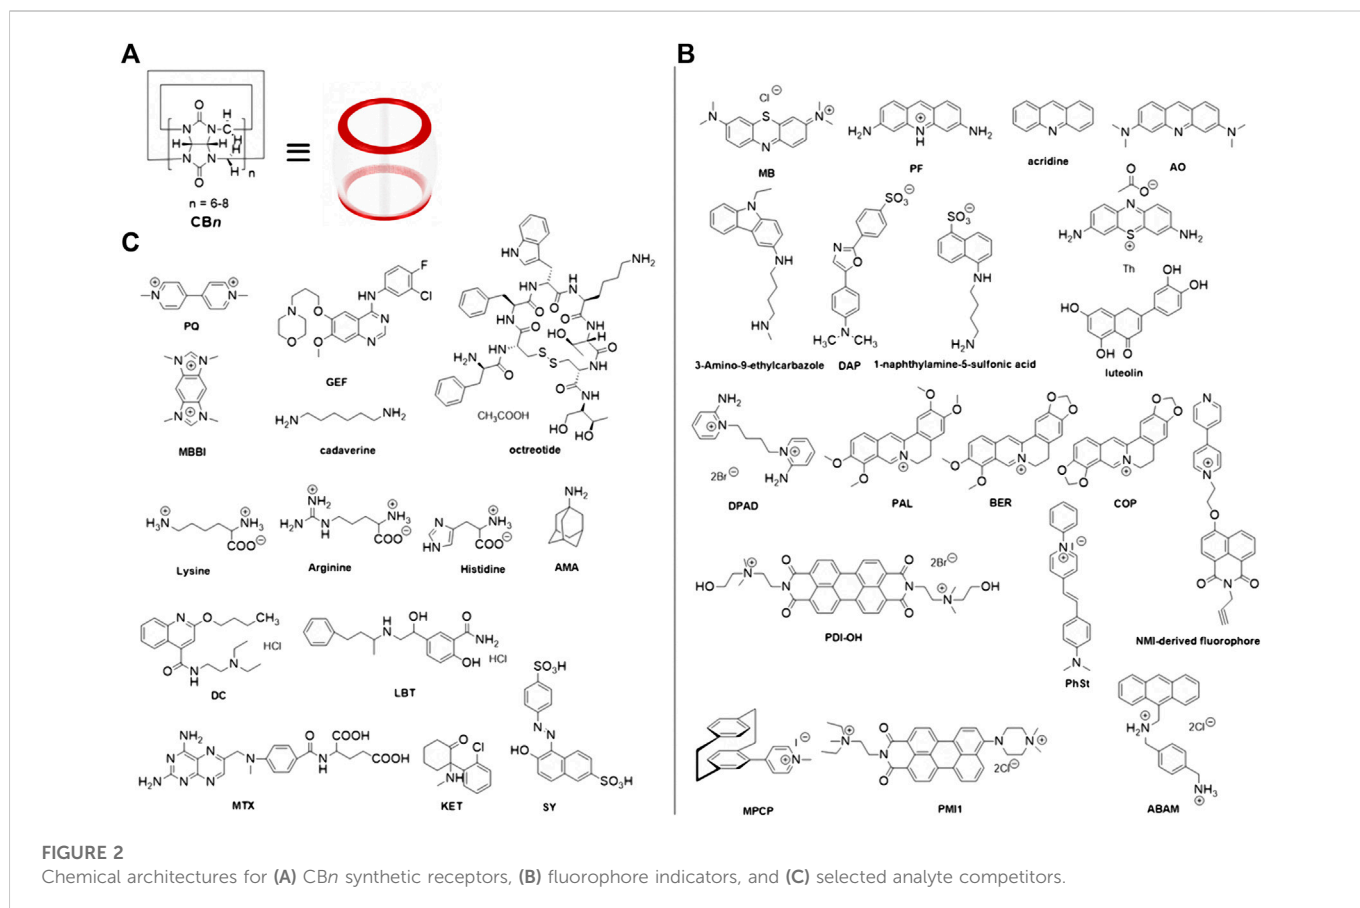 A
n
n = 6-8
CBn
B
MB
PF
acridine
AO
3-Amino-9-ethylcarbazole
DAP
1-naphthylamine-5-sulfonic acid
Th
luteolin
DPAD
PAL
BER
COP
PDI-OH
PhSt
NMI-derived fluorophore
MPCP
PMI1
ABAM
C
PQ
GEF
CH₃COOH
octreotide
MBBI
cadaverine
Lysine
Arginine
Histidine
AMA
DC
HCl
LBT
HCl
SY
MTX
KET
FIGURE 2
Chemical architectures for (A) CBn synthetic receptors, (B) fluorophore indicators, and (C) selected analyte competitors.